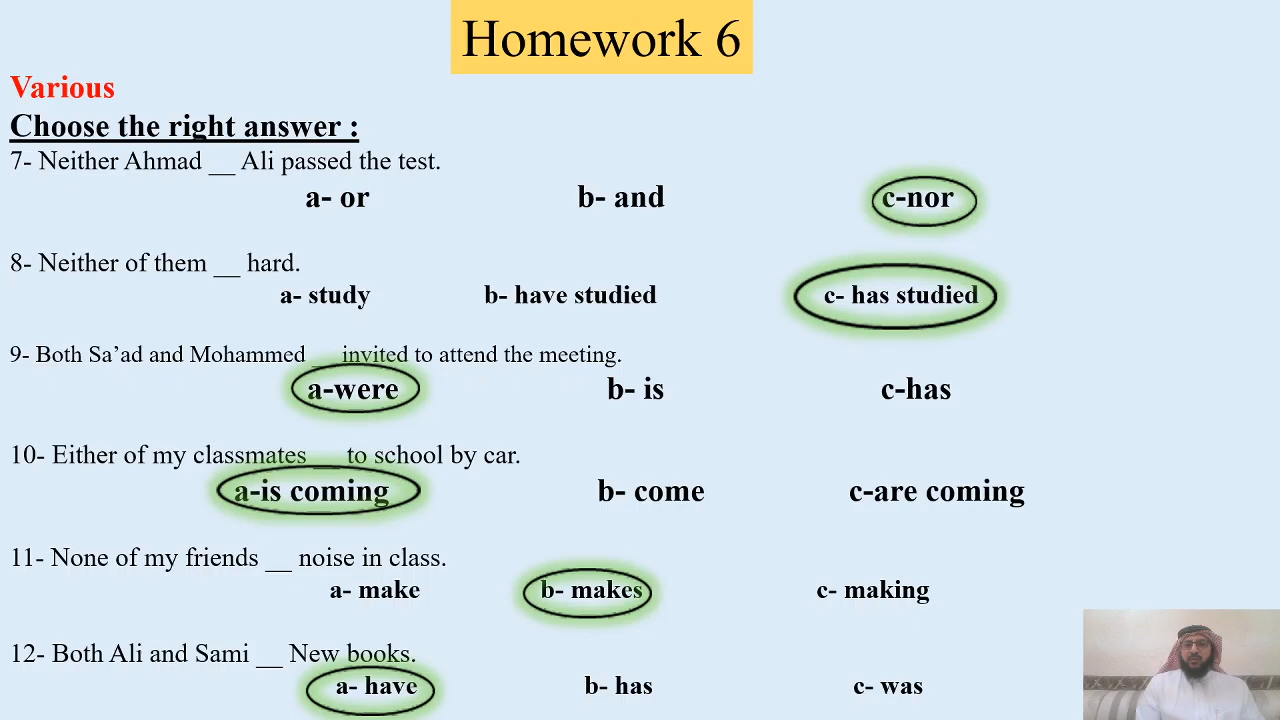 Homework 6
Various
Choose the right answer :
7- Neither Ahmad __ Ali passed the test.
a- or b- and c-nor
8- Neither of them __ hard.
a- study b- have studied c- has studied
9- Both Sa’ad and Mohammed __ invited to attend the meeting.
a-were b- is c-has
10- Either of my classmates __ to school by car.
a-is coming b- come c-are coming
11- None of my friends __ noise in class.
a- make b- makes c- making
12- Both Ali and Sami __ New books.
a- have b- has c- was